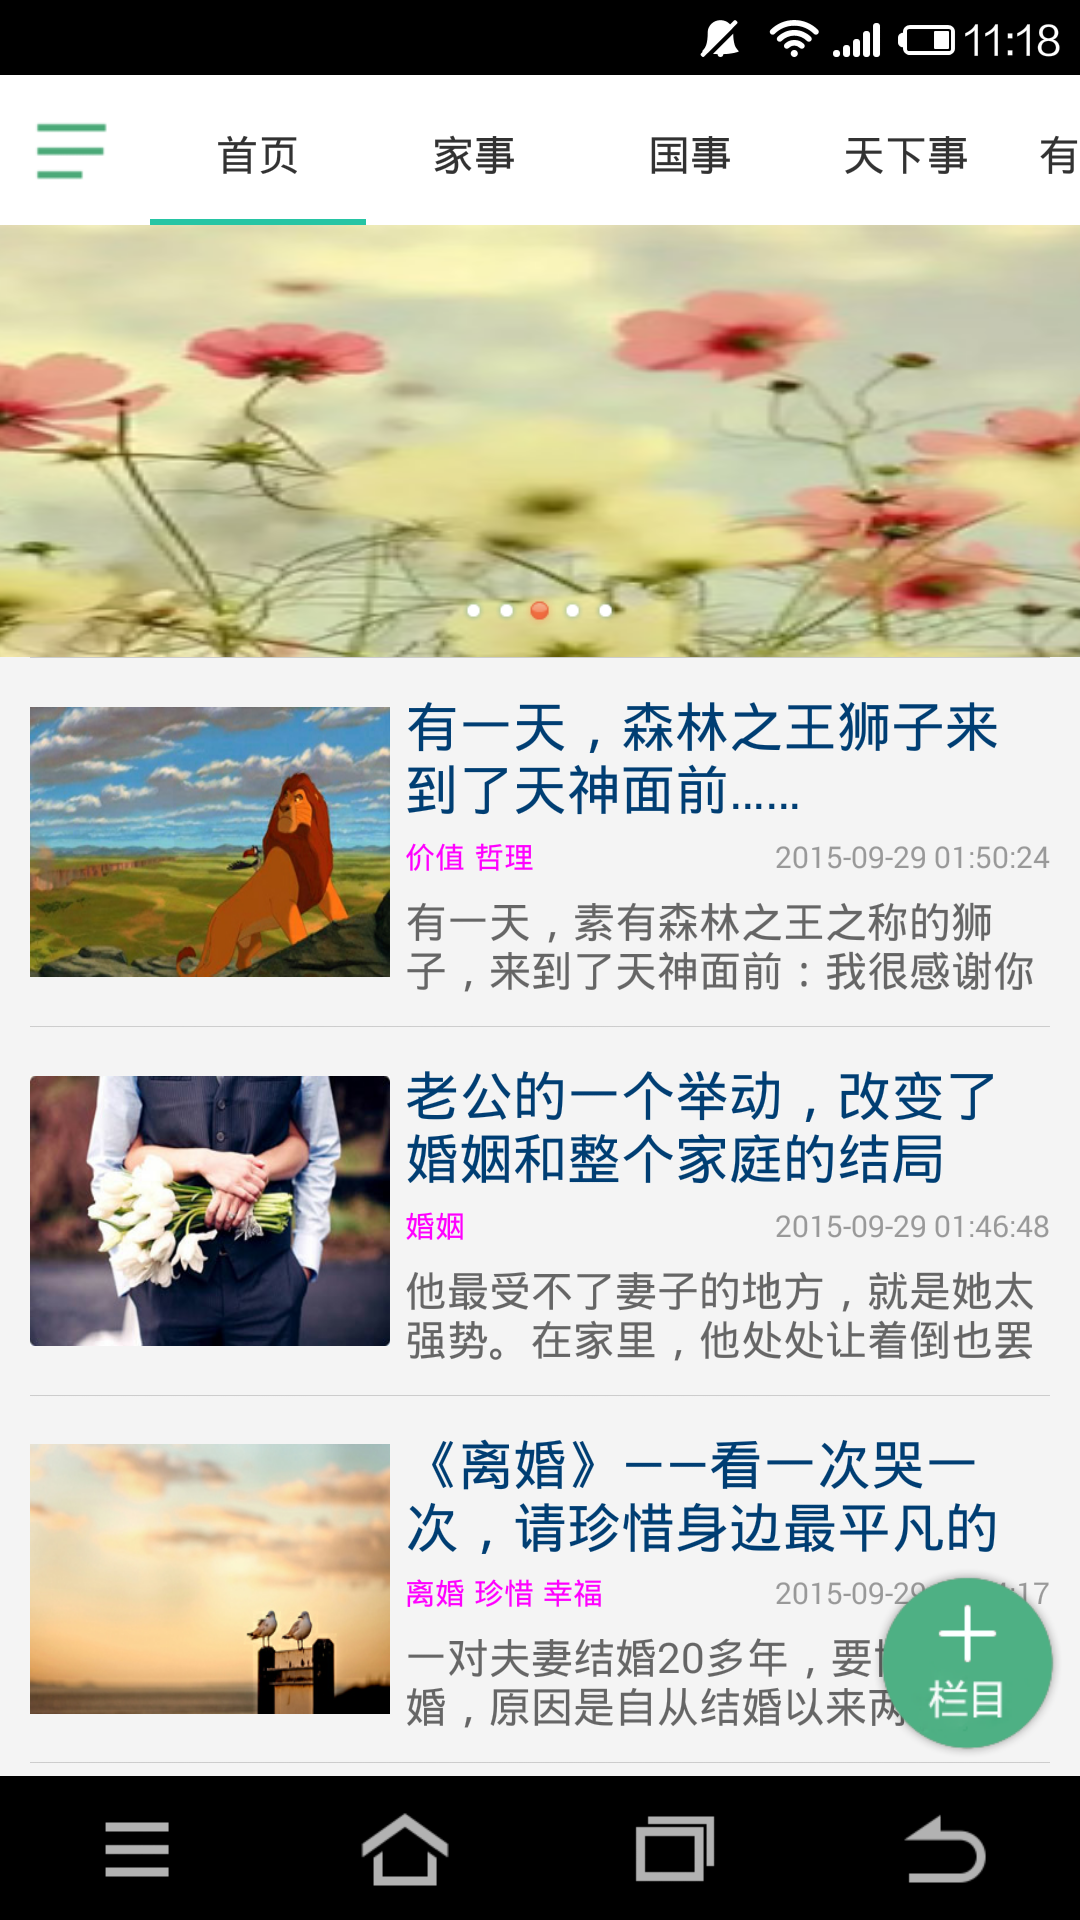 11:18
首页 家事 国事 天下事 有
有一天，森林之王狮子来
到了天神面前……
价值 哲理 2015-09-29 01:50:24
有一天，素有森林之王之称的狮
子，来到了天神面前：我很感谢你
老公的一个举动，改变了
婚姻和整个家庭的结局
婚姻 2015-09-29 01:46:48
他最受不了妻子的地方，就是她太
强势。在家里，他处处让着倒也罢
《离婚》——看一次哭一
次，请珍惜身边最平凡的
离婚 珍惜 幸福 2015-09-29 :17
一对夫妻结婚20多年，要
婚，原因是自从结婚以来两
栏目